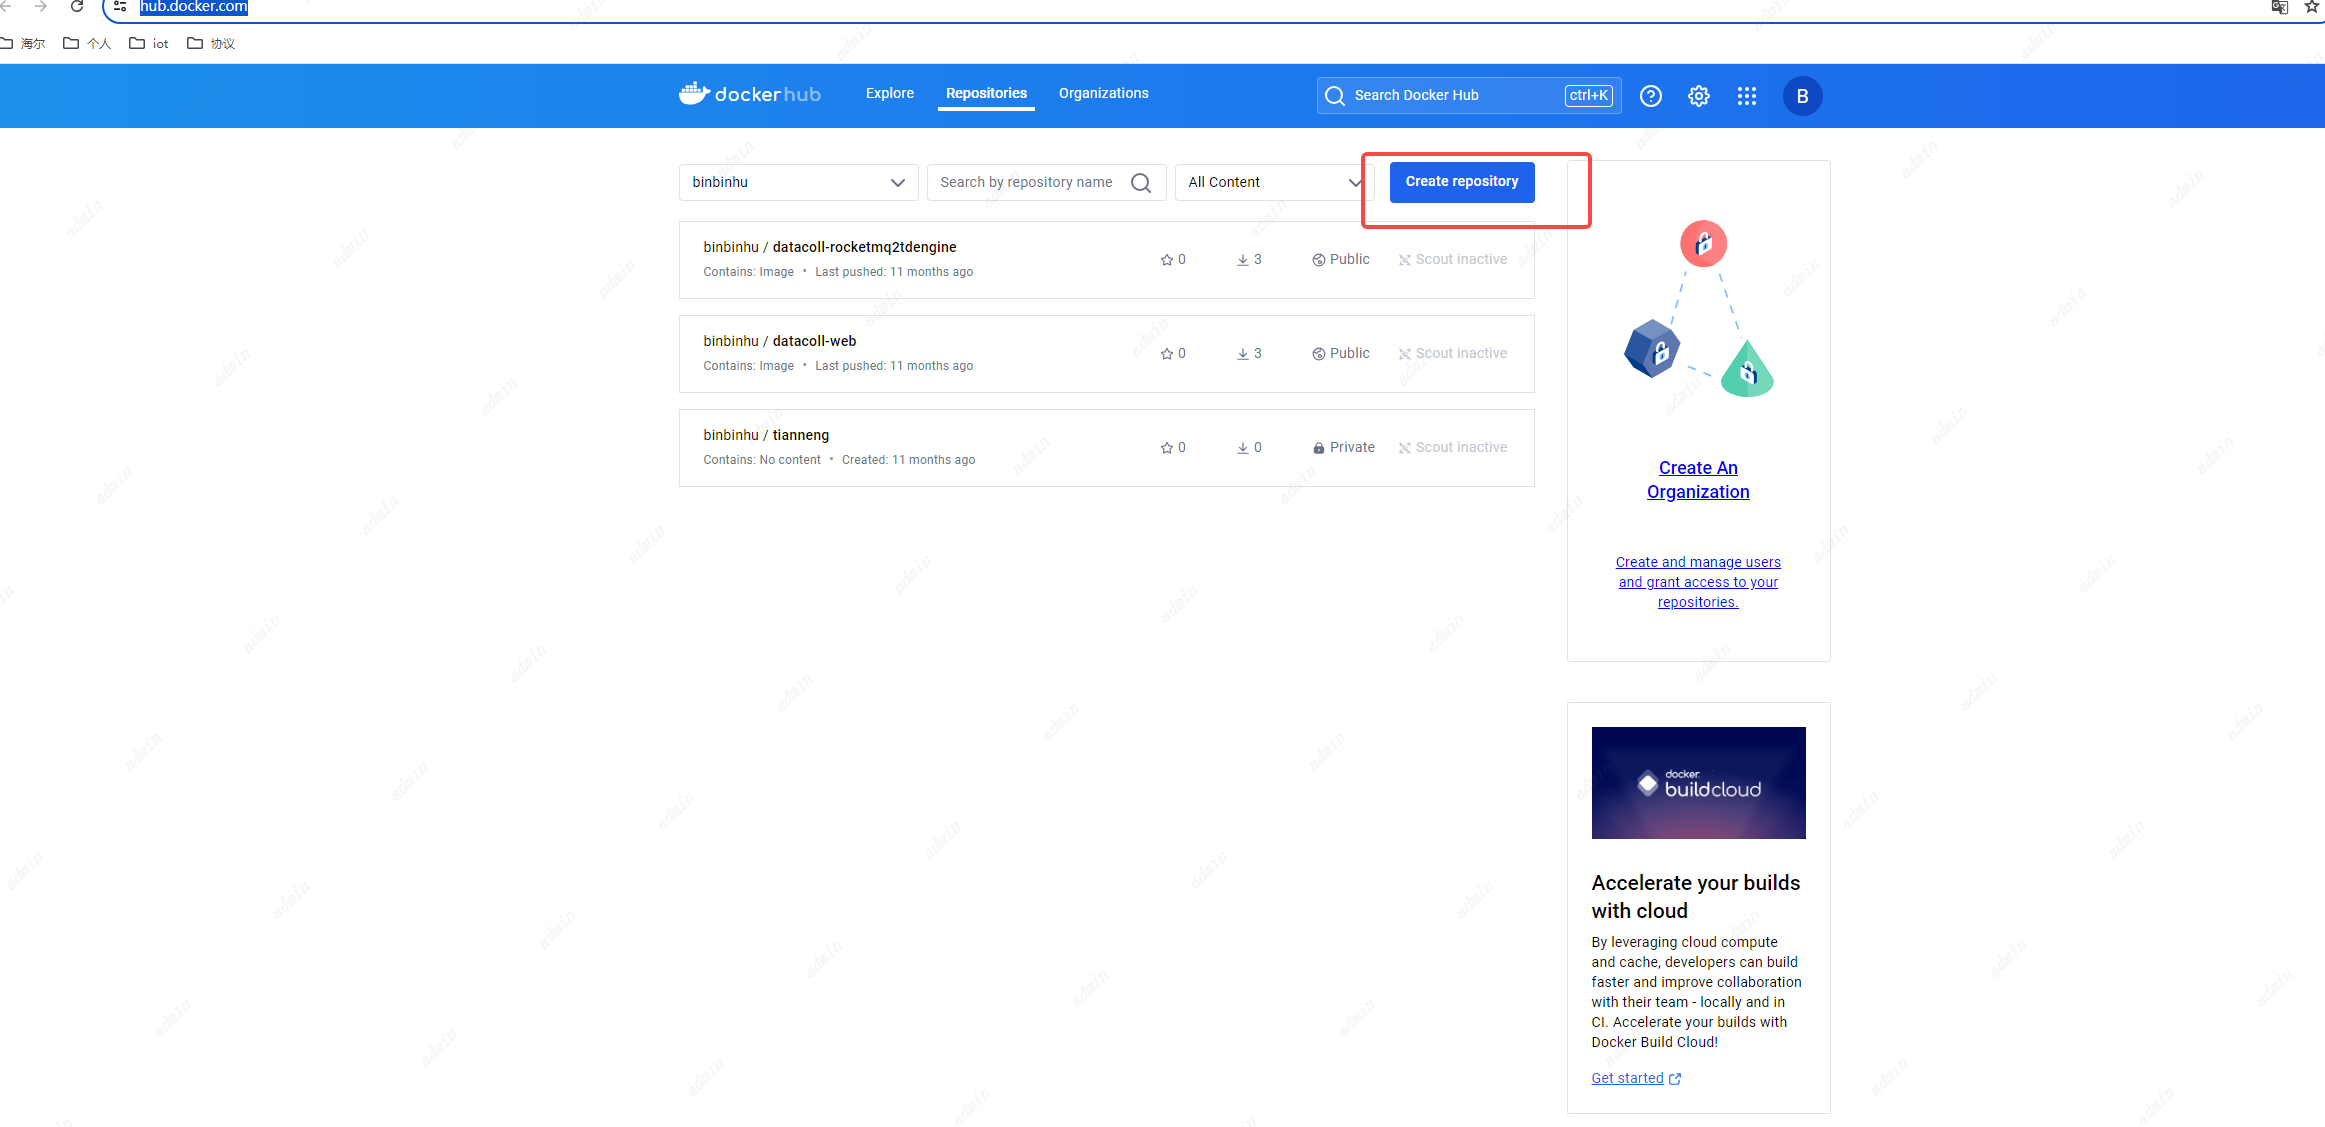 hub.docker.com
海尔 个人 iot 协议
docker hub Explore Repositories Organizations Search Docker Hub ctrl+K B
binbinhu Search by repository name All Content Create repository
binbinhu / datacoll-rocketmq2tdengine
Contains: Image • Last pushed: 11 months ago
0 3 Public Scout inactive
binbinhu / datacoll-web
Contains: Image • Last pushed: 11 months ago
0 3 Public Scout inactive
binbinhu / tianneng
Contains: No content • Created: 11 months ago
0 0 Private Scout inactive
Create An
Organization
Create and manage users
and grant access to your
repositories.
docker
build cloud
Accelerate your builds
with cloud
By leveraging cloud compute
and cache, developers can build
faster and improve collaboration
with their team - locally and in
CI. Accelerate your builds with
Docker Build Cloud!
Get started
admin